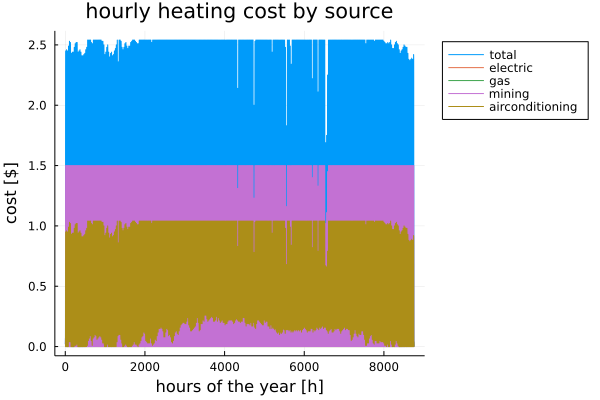 hourly heating cost by source
2.5
2.0
1.5
1.0
0.5
0.0
cost [$]
0
2000
4000
6000
8000
hours of the year [h]
total
electric
gas
mining
airconditioning